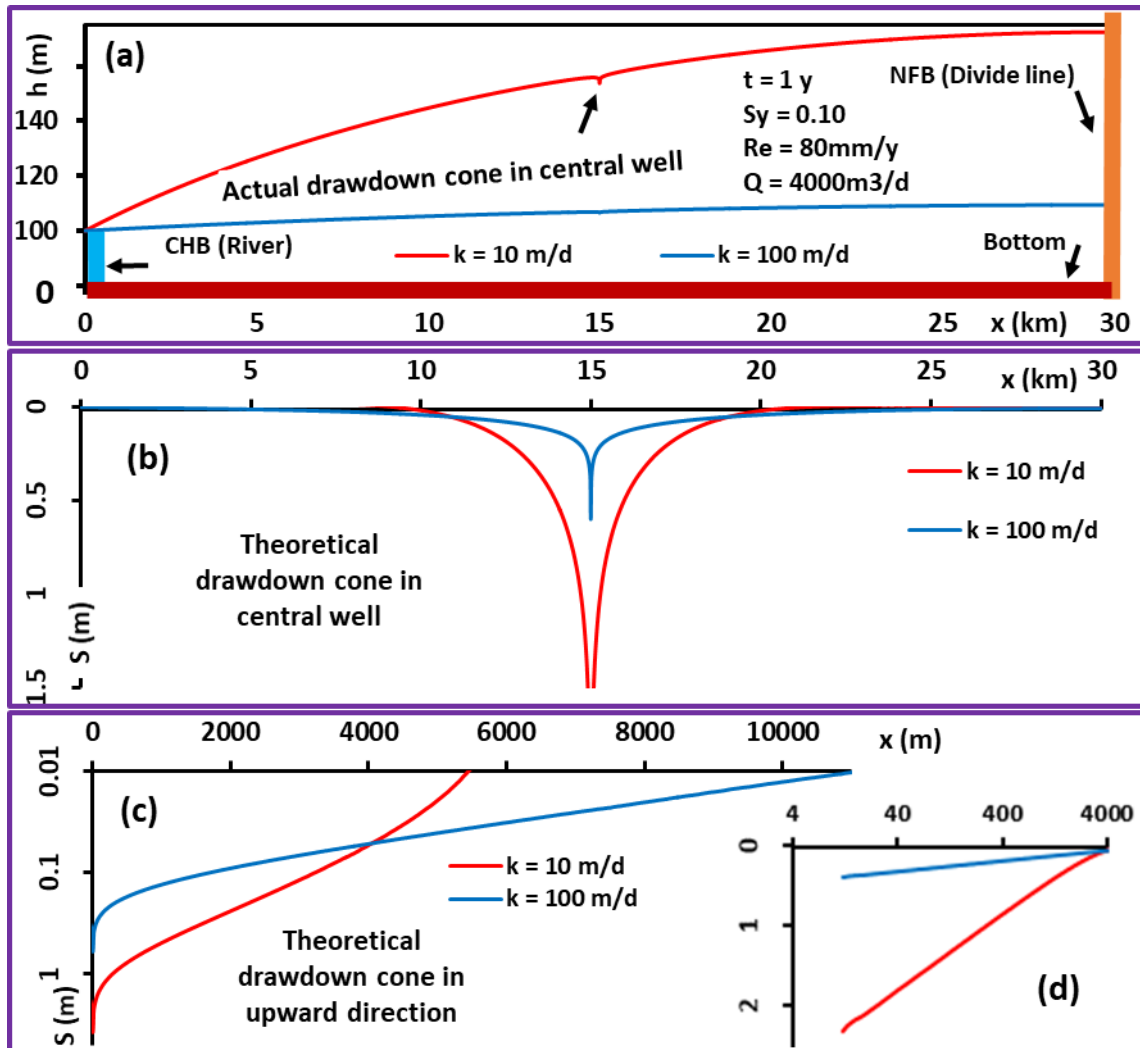 (a)
h (m)
140
120
100
0
t = 1 y
Sy = 0.10
Re = 80mm/y
Q = 4000m3/d
NFB (Divide line)
Actual drawdown cone in central well
CHB (River)
k = 10 m/d
k = 100 m/d
Bottom
0 5 10 15 20 25 x (km) 30
0 5 10 15 20 25 x (km) 30
(b)
0
0.5
1
1.5
S (m)
k = 10 m/d
k = 100 m/d
Theoretical
drawdown cone in
central well
0 2000 4000 6000 8000 10000 x (m)
(c)
0.01
0.1
1
S (m)
k = 10 m/d
k = 100 m/d
Theoretical
drawdown cone in
upward direction
4 40 400 4000
0
1
2
(d)